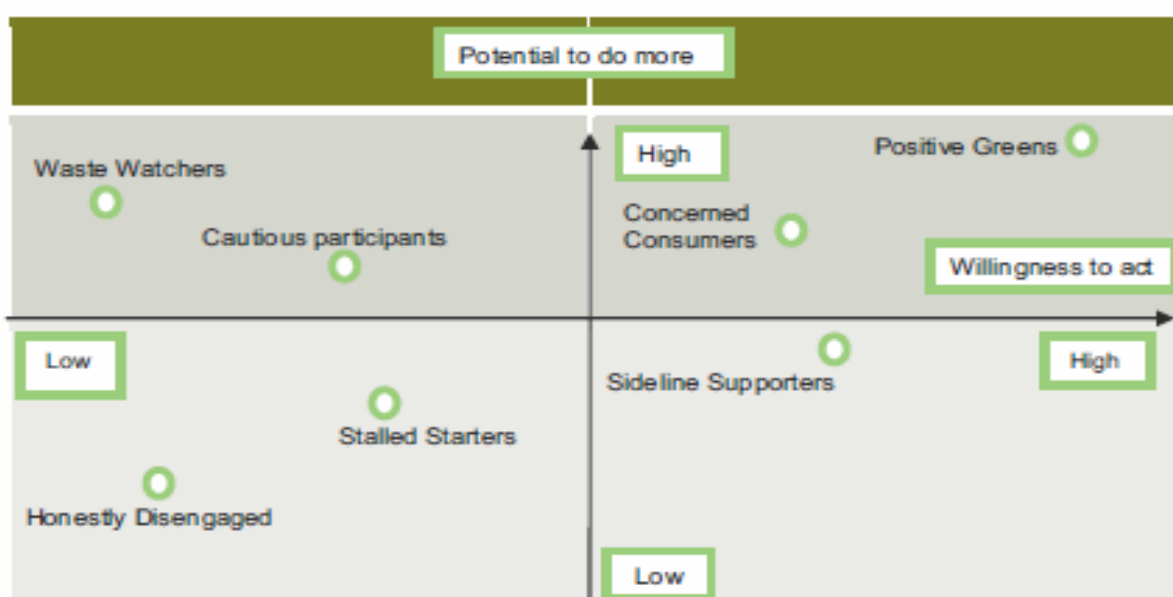 Potential to do more
High
Positive Greens
Waste Watchers
Concerned
Consumers
Cautious participants
Willingness to act
Low
High
Sideline Supporters
Stalled Starters
Honestly Disengaged
Low